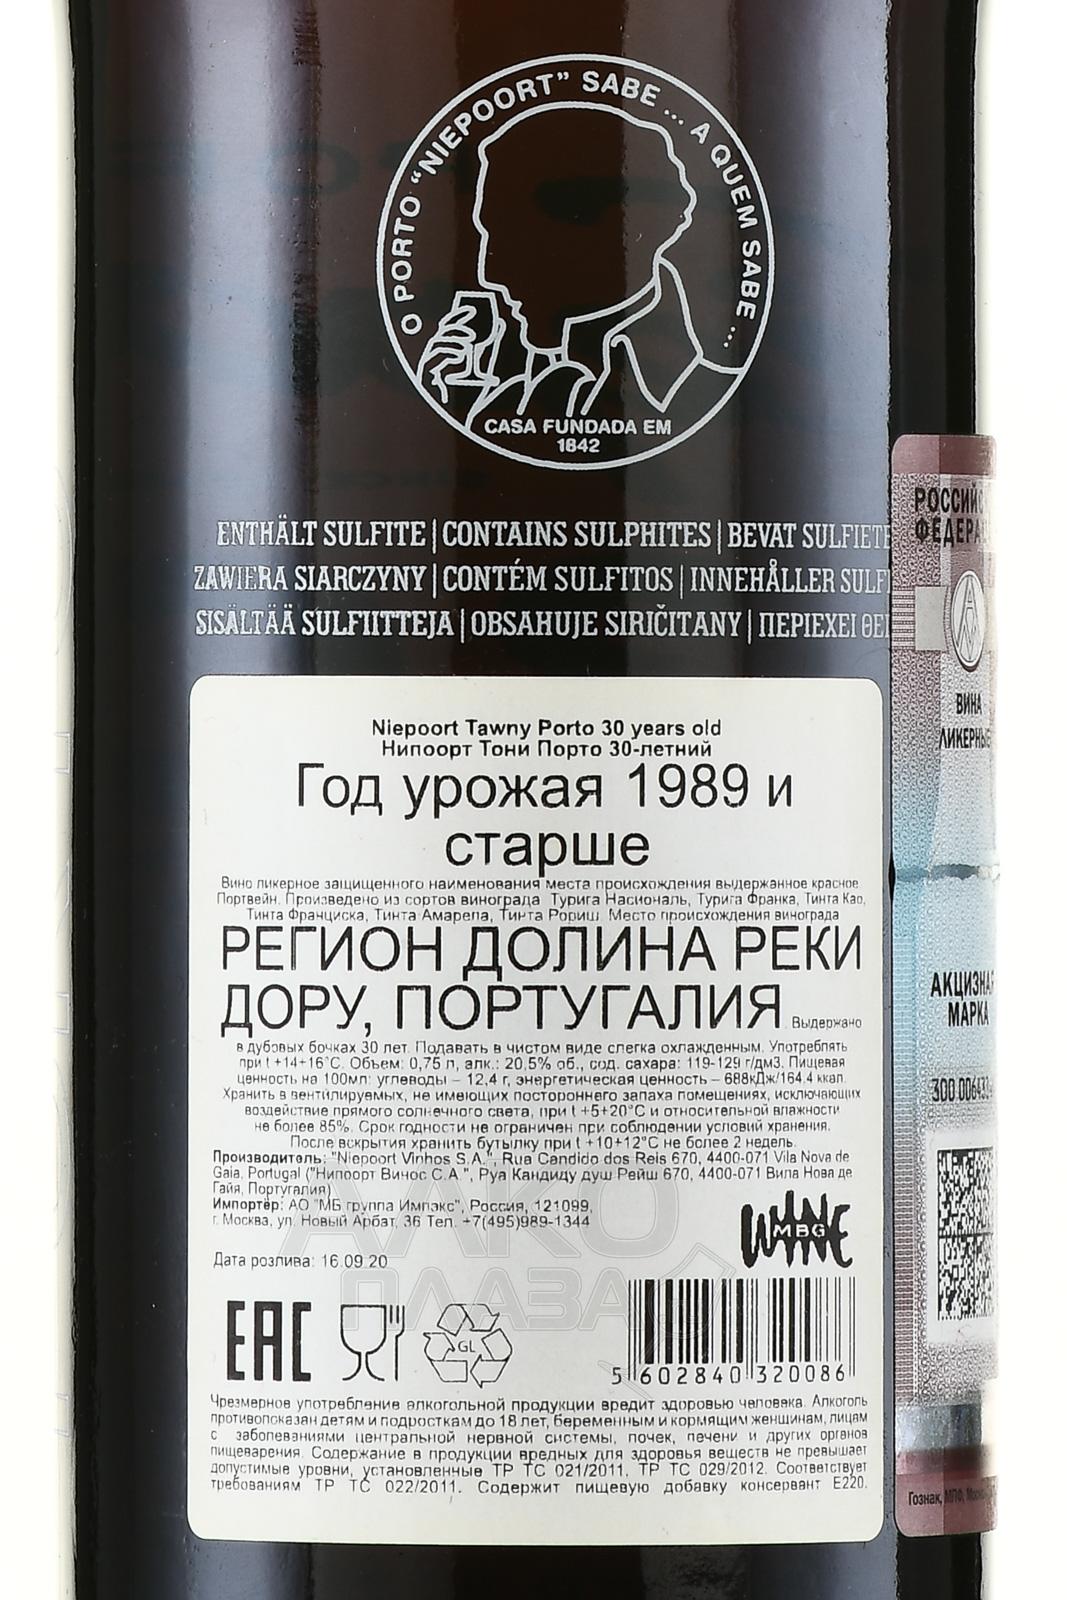 O PORTO "NIEPOORT" SABE ... A QUEM SABE ...
CASA FUNDADA EM
1842
ENTHÄLT SULFITE | CONTAINS SULPHITES | BEVAT SULFIETE
ZAWIERA SIARCZYNY | CONTÉM SULFITOS | INNEHÅLLER SULF
SISÄLTÄÄ SULFIITTEJA | OBSAHUJE SIRIČITANY | ΠΕΡΙΕΧΕΙ ΘΕΙ
Niepoort Tawny Porto 30 years old
Нипоорт Тони Порто 30-летний
Год урожая 1989 и
старше
Вино ликерное защищенного наименования места происхождения выдержанное красное
Портвейн. Произведено из сортов винограда Турига Насиональ, Турига Франка, Тинта Као,
Тинта Франциска, Тинта Амарела, Тинта Рориш. Место происхождения винограда
РЕГИОН ДОЛИНА РЕКИ
ДОРУ, ПОРТУГАЛИЯ. Выдержано
в дубовых бочках 30 лет. Подавать в чистом виде слегка охлажденным. Употреблять
при t +14+16°С. Объем: 0,75 л, алк.: 20,5% об., сод. сахара: 119-129 г/дм3. Пищевая
ценность на 100мл: углеводы – 12,4 г, энергетическая ценность – 688кДж/164,4 ккал.
Хранить в вентилируемых, не имеющих постороннего запаха помещениях, исключающих
воздействие прямого солнечного света, при t +5+20°С и относительной влажности
не более 85%. Срок годности не ограничен при соблюдении условий хранения.
После вскрытия хранить бутылку при t +10+12°С не более 2 недель.
Производитель: "Niepoort Vinhos S.A.", Rua Candido dos Reis 670, 4400-071 Vila Nova de
Gaia, Portugal ("Нипоорт Винос С.А.", Руа Кандиду душ Рейш 670, 4400-071 Вила Нова де
Гайя, Португалия)
Импортёр: АО "МБ группа Импэкс", Россия, 121099,
г. Москва, ул. Новый Арбат, 36 Тел. +7(495)989-1344
WINE
MBG
Дата розлива: 16.09.20
EAC
GL
5 602840 320086
Чрезмерное употребление алкогольной продукции вредит здоровью человека. Алкоголь
противопоказан детям и подросткам до 18 лет, беременным и кормящим женщинам, лицам
с заболеваниями центральной нервной системы, почек, печени и других органов
пищеварения. Содержание в продукции вредных для здоровья веществ не превышает
допустимые уровни, установленные ТР ТС 021/2011, ТР ТС 029/2012. Соответствует
требованиям ТР ТС 022/2011. Содержит пищевую добавку консервант Е220.
АЛКО
ПЛАЗА
РОССИЙС
ФЕДЕРА
ВИНА
ЛИКЕРНЫЕ
АКЦИЗНАЯ
МАРКА
300 006432
Гознак, МПФ, Моск